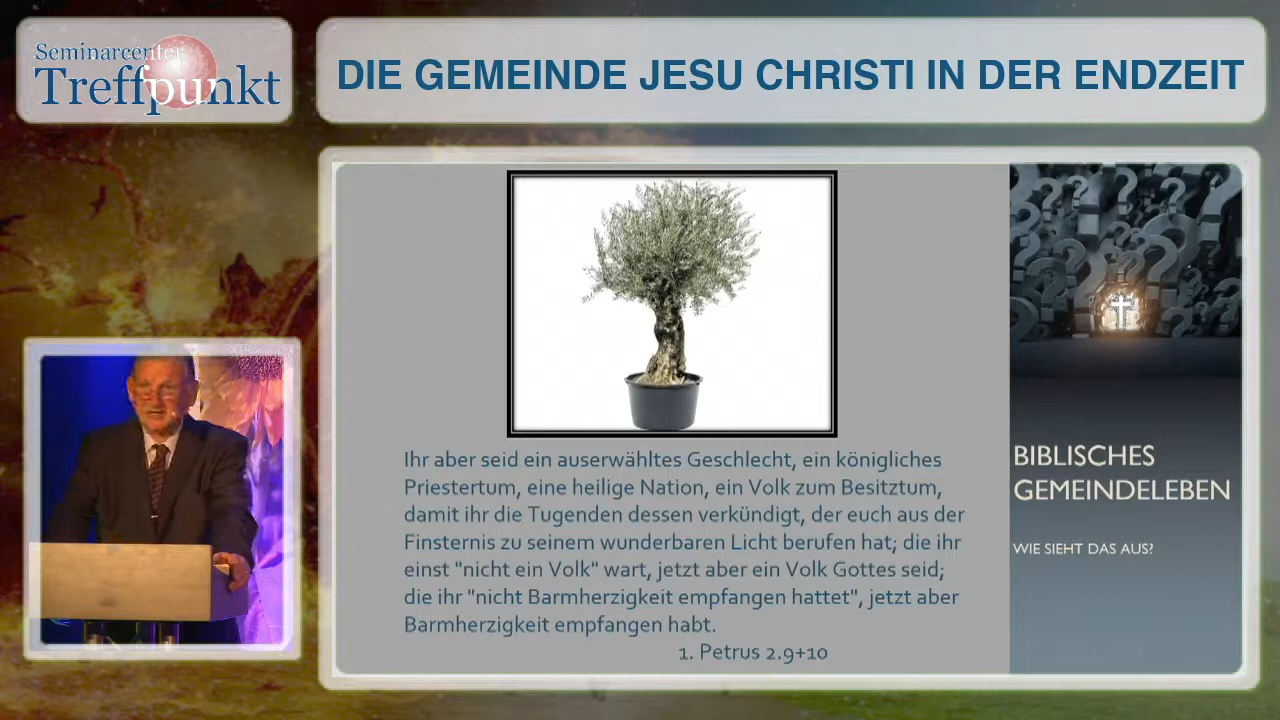 Seminarcenter
Treffpunkt
DIE GEMEINDE JESU CHRISTI IN DER ENDZEIT
Ihr aber seid ein auserwähltes Geschlecht, ein königliches
Priestertum, eine heilige Nation, ein Volk zum Besitztum,
damit ihr die Tugenden dessen verkündigt, der euch aus der
Finsternis zu seinem wunderbaren Licht berufen hat; die ihr
einst "nicht ein Volk" wart, jetzt aber ein Volk Gottes seid;
die ihr "nicht Barmherzigkeit empfangen hattet", jetzt aber
Barmherzigkeit empfangen habt.
1. Petrus 2.9+10
BIBLISCHES
GEMEINDELEBEN
WIE SIEHT DAS AUS?